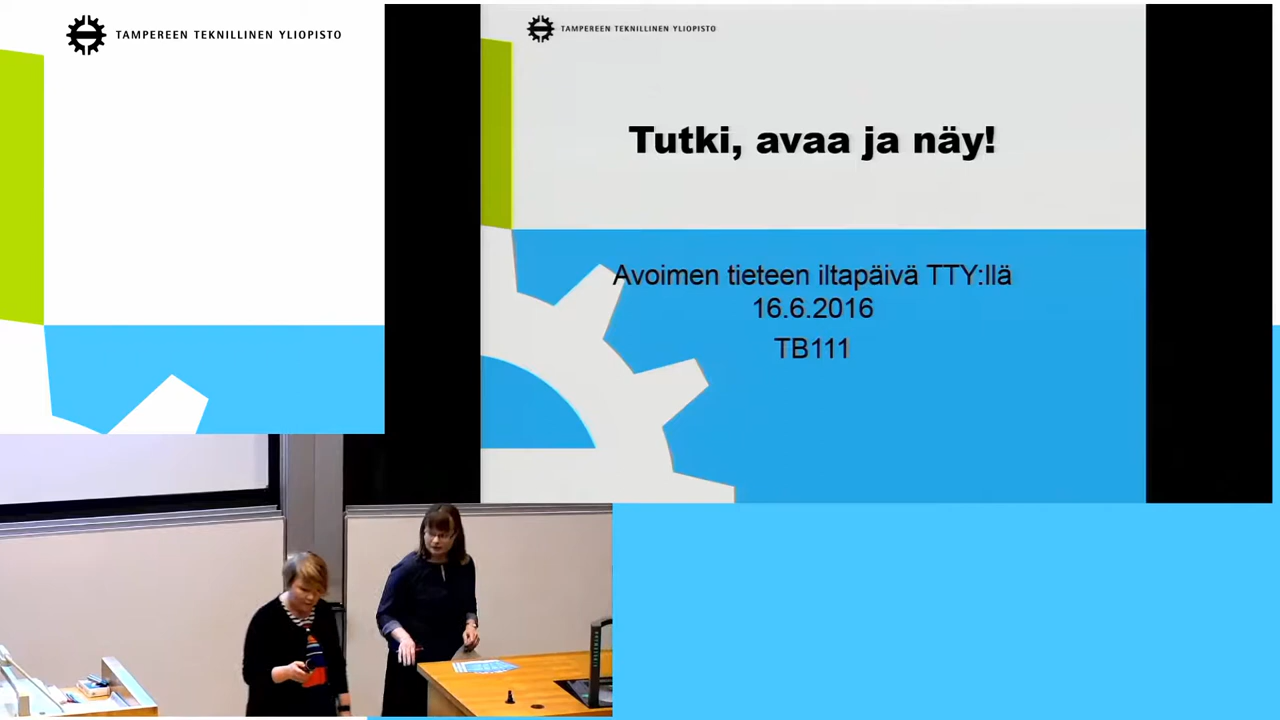 TAMPEREEN TEKNILLINEN YLIOPISTO
TAMPEREEN TEKNILLINEN YLIOPISTO
Tutki, avaa ja näy!
Avoimen tieteen iltapäivä TTY:llä
16.6.2016
TB111